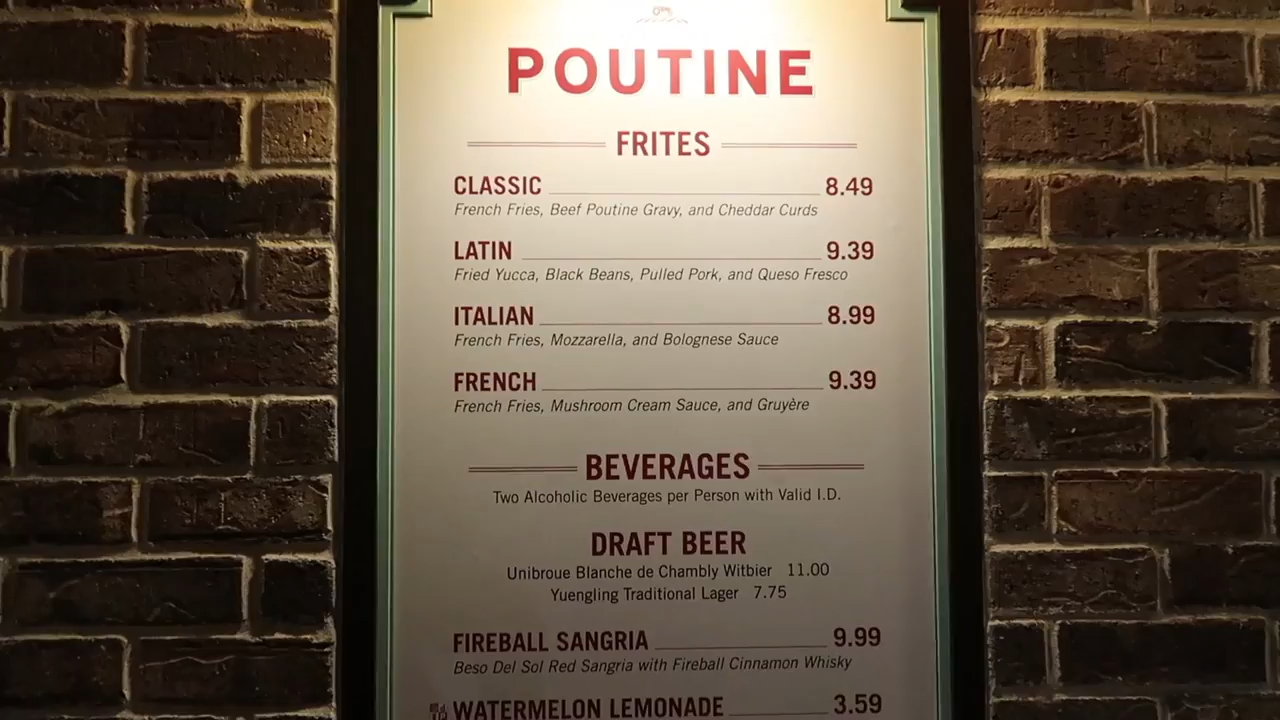 POUTINE
FRITES
CLASSIC 8.49
French Fries, Beef Poutine Gravy, and Cheddar Curds
LATIN 9.39
Fried Yucca, Black Beans, Pulled Pork, and Queso Fresco
ITALIAN 8.99
French Fries, Mozzarella, and Bolognese Sauce
FRENCH 9.39
French Fries, Mushroom Cream Sauce, and Gruyère
BEVERAGES
Two Alcoholic Beverages per Person with Valid I.D.
DRAFT BEER
Unibroue Blanche de Chambly Witbier 11.00
Yuengling Traditional Lager 7.75
FIREBALL SANGRIA 9.99
Beso Del Sol Red Sangria with Fireball Cinnamon Whisky
WATERMELON LEMONADE 3.59